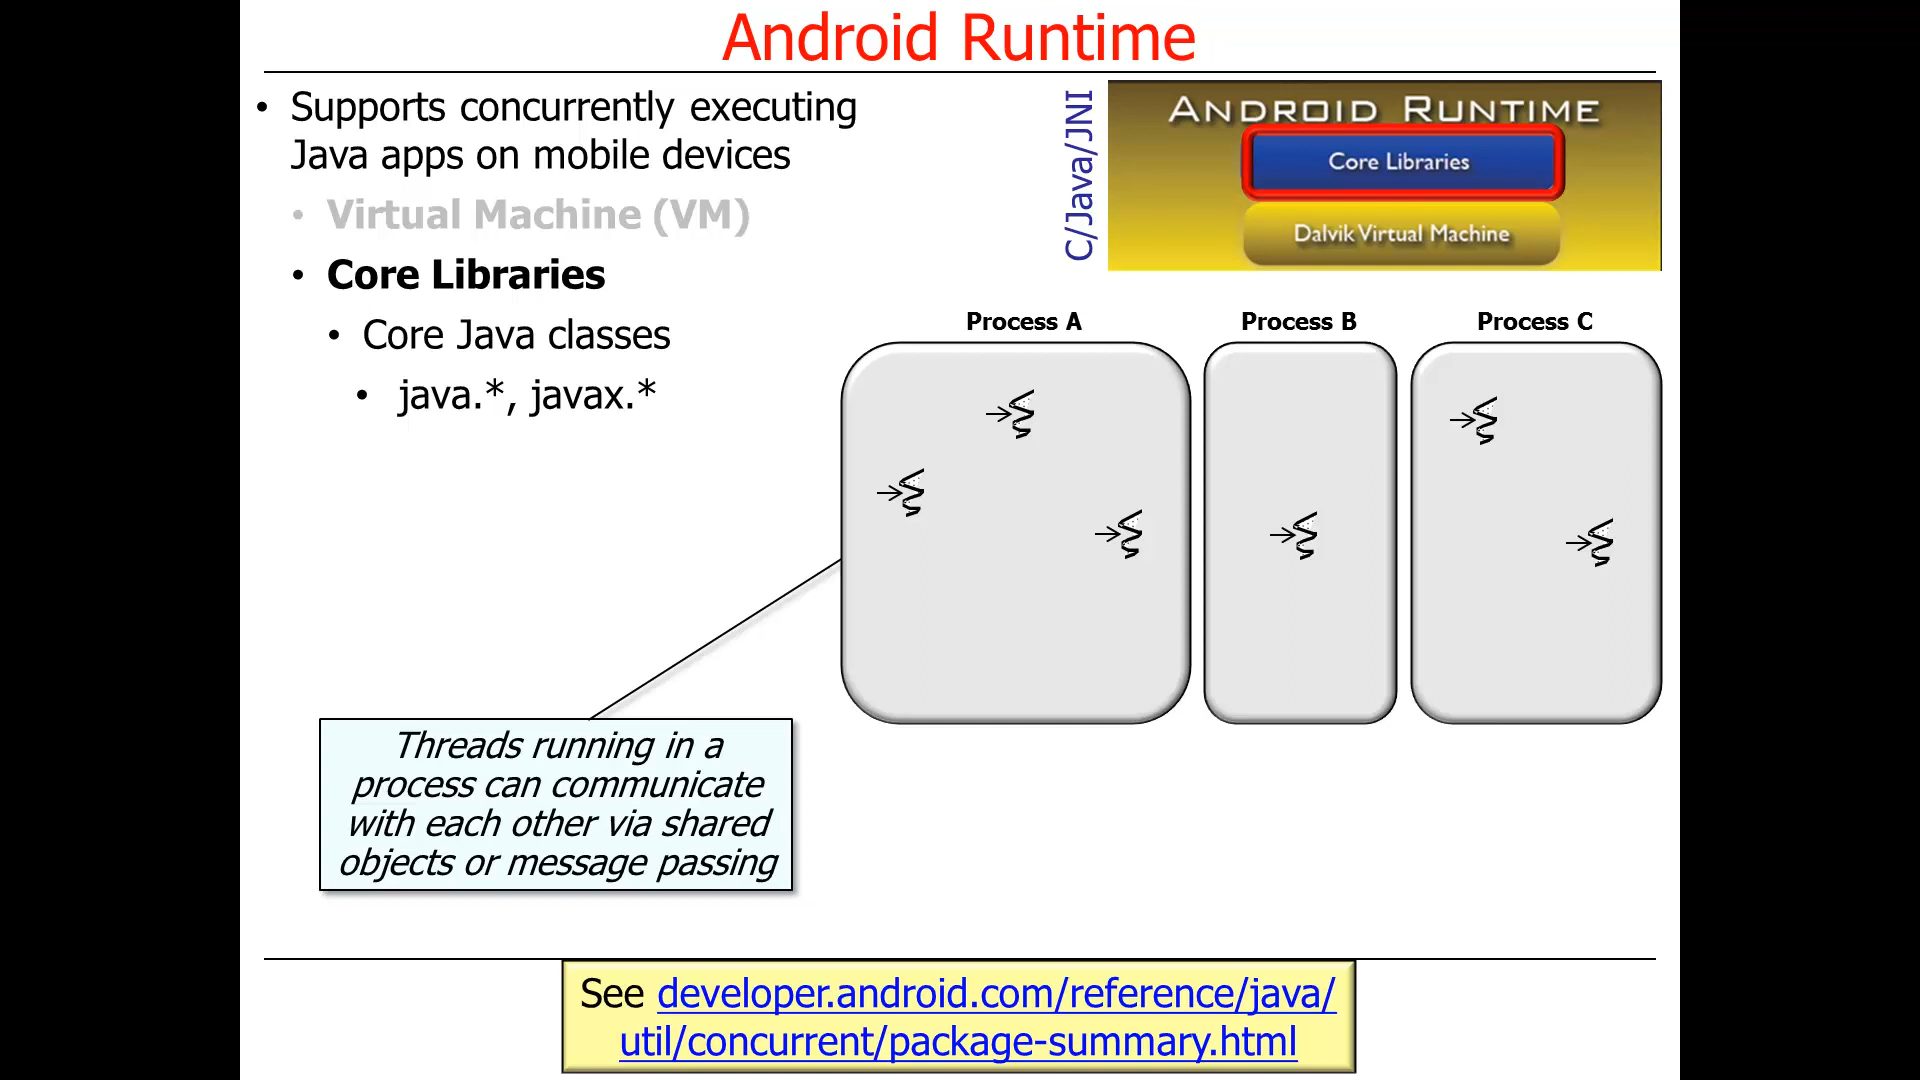 Android Runtime
• Supports concurrently executing
Java apps on mobile devices
• Virtual Machine (VM)
• Core Libraries
• Core Java classes
• java.*, javax.*
C/Java/JNI
ANDROID RUNTIME
Core Libraries
Dalvik Virtual Machine
Process A
Process B
Process C
Threads running in a
process can communicate
with each other via shared
objects or message passing
See developer.android.com/reference/java/
util/concurrent/package-summary.html